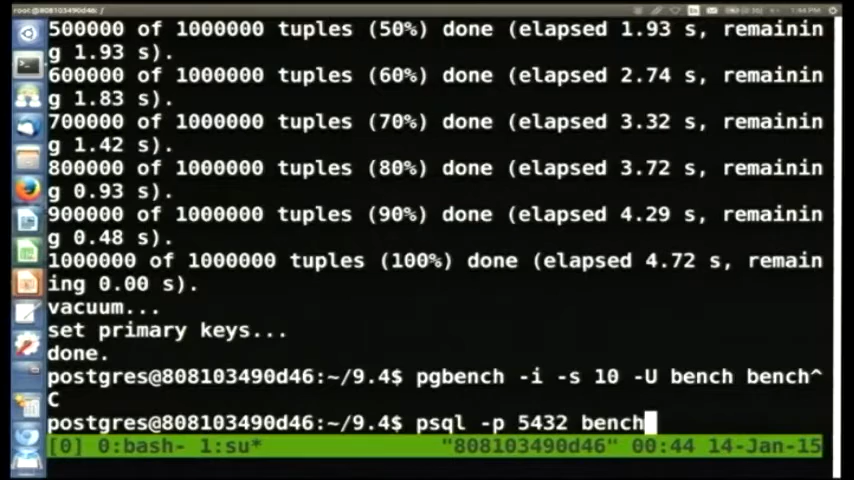 root@808103490d46: /
1:44 PM
500000 of 1000000 tuples (50%) done (elapsed 1.93 s, remainin
g 1.93 s).
600000 of 1000000 tuples (60%) done (elapsed 2.74 s, remainin
g 1.83 s).
700000 of 1000000 tuples (70%) done (elapsed 3.32 s, remainin
g 1.42 s).
800000 of 1000000 tuples (80%) done (elapsed 3.72 s, remainin
g 0.93 s).
900000 of 1000000 tuples (90%) done (elapsed 4.29 s, remainin
g 0.48 s).
1000000 of 1000000 tuples (100%) done (elapsed 4.72 s, remain
ing 0.00 s).
vacuum...
set primary keys...
done.
postgres@808103490d46:~/9.4$ pgbench -i -s 10 -U bench bench^
C
postgres@808103490d46:~/9.4$ psql -p 5432 bench
[0] 0:bash- 1:su* "808103490d46" 00:44 14-Jan-15